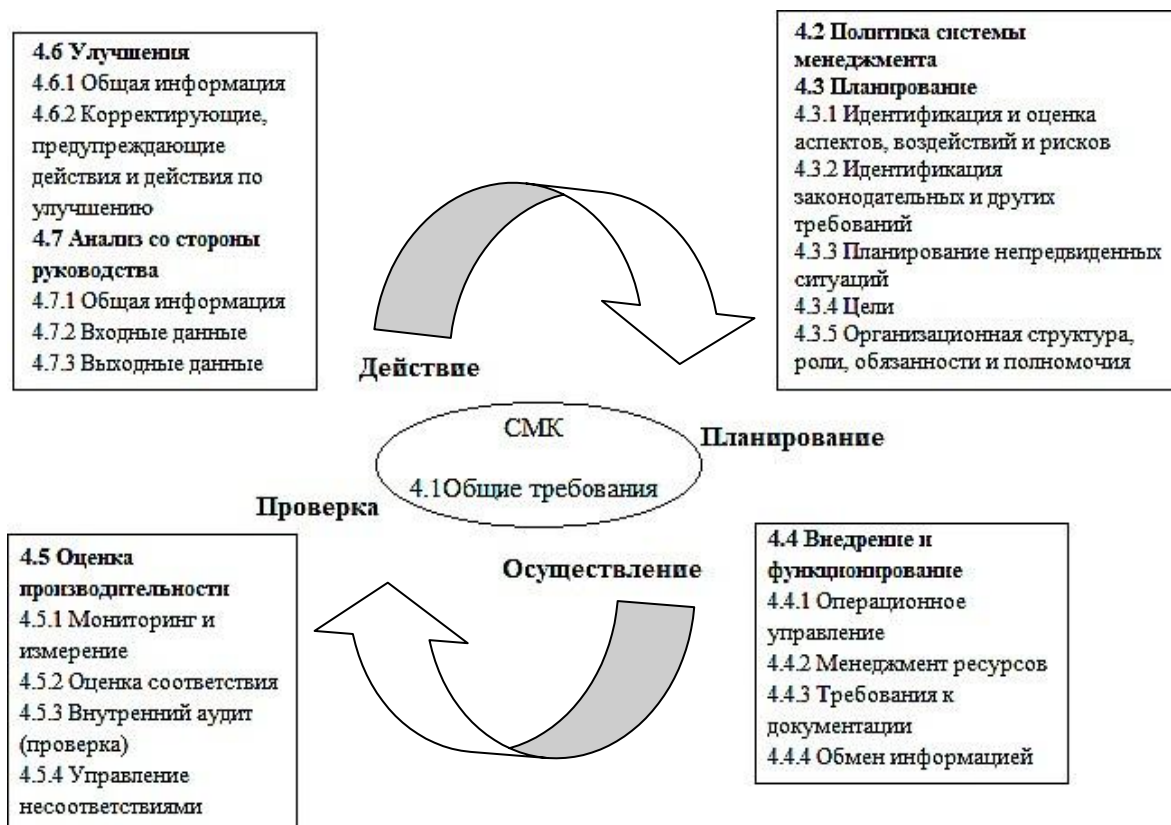 4.6 Улучшения
4.6.1 Общая информация
4.6.2 Корректирующие,
предупреждающие
действия и действия по
улучшению
4.7 Анализ со стороны
руководства
4.7.1 Общая информация
4.7.2 Входные данные
4.7.3 Выходные данные
4.2 Политика системы
менеджмента
4.3 Планирование
4.3.1 Идентификация и оценка
аспектов, воздействий и рисков
4.3.2 Идентификация
законодательных и других
требований
4.3.3 Планирование непредвиденных
ситуаций
4.3.4 Цели
4.3.5 Организационная структура,
роли, обязанности и полномочия
Действие
СМК
4.1Общие требования
Планирование
Проверка
Осуществление
4.5 Оценка
производительности
4.5.1 Мониторинг и
измерение
4.5.2 Оценка соответствия
4.5.3 Внутренний аудит
(проверка)
4.5.4 Управление
несоответствиями
4.4 Внедрение и
функционирование
4.4.1 Операционное
управление
4.4.2 Менеджмент ресурсов
4.4.3 Требования к
документации
4.4.4 Обмен информацией